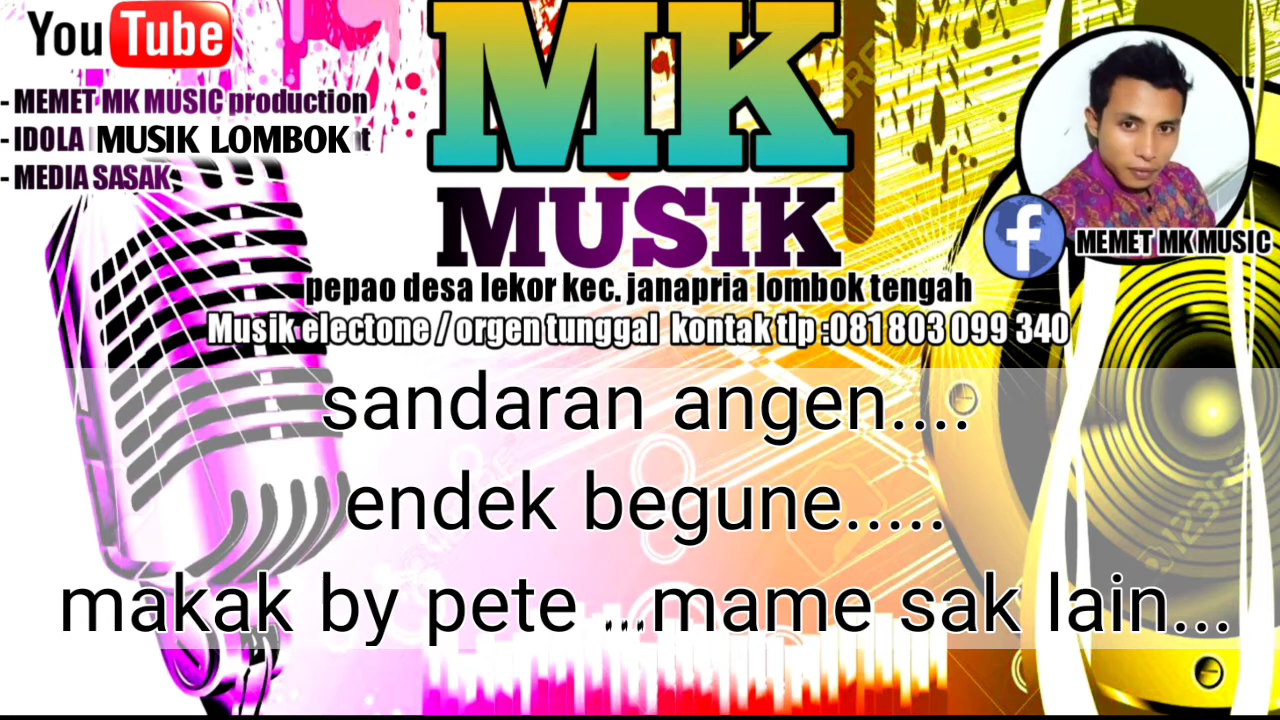 You Tube
- MEMET MK MUSIC production
- IDOLA MUSIK LOMBOK
- MEDIA SASAK
MK
MUSIK
MEMET MK MUSIC
pepao desa lekor kec. janapria lombok tengah
Musik electone / orgen tunggal kontak tlp :081 803 099 340
sandaran angen....
endek begune.....
makak by pete ...mame sak lain...